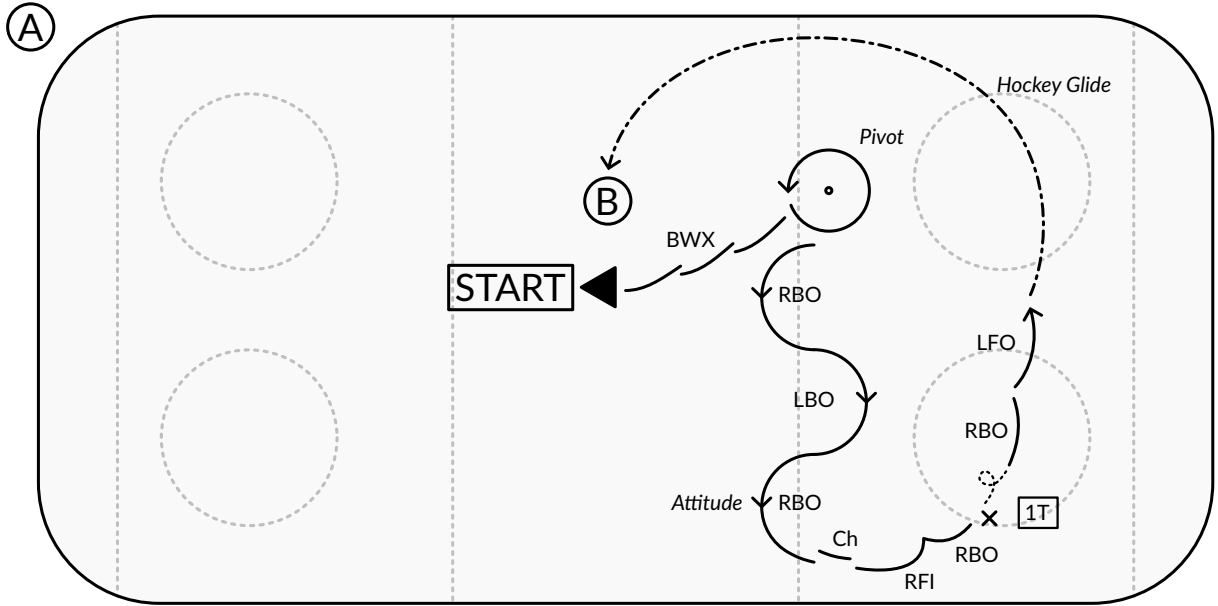 A
Hockey Glide
Pivot
B
BWX
START
RBO
LFO
LBO
RBO
Attitude
RBO
1T
Ch
RBO
RFI